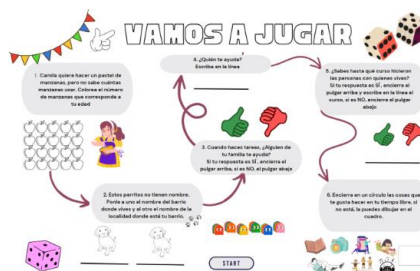 VAMOS A JUGAR
1. Camila quiere hacer un pastel de
manzanas, pero no sabe cuántas
manzanas usar. Colorea el número
de manzanas que corresponde a
tu edad
2. Estos perritos no tienen nombre.
Ponle a uno el nombre del barrio
donde vives y al otro el nombre de la
localidad donde está tu barrio.
3. Cuando haces tareas, ¿Alguien de
tu familia te ayuda?
Si tu respuesta es SÍ, encierra el
pulgar arriba, si es NO, el pulgar abajo
4. ¿Quién te ayuda?
Escribe en la línea
5. ¿Sabes hasta qué curso hicieron
las personas con quienes vives?
Si tu respuesta es SÍ, encierra el
pulgar arriba y escribe en la línea el
curso, si es NO, encierra el pulgar
abajo
6. Encierra en un círculo las cosas que
te gusta hacer en tu tiempo libre, si
no está, la puedes dibujar en el
cuadro.
START